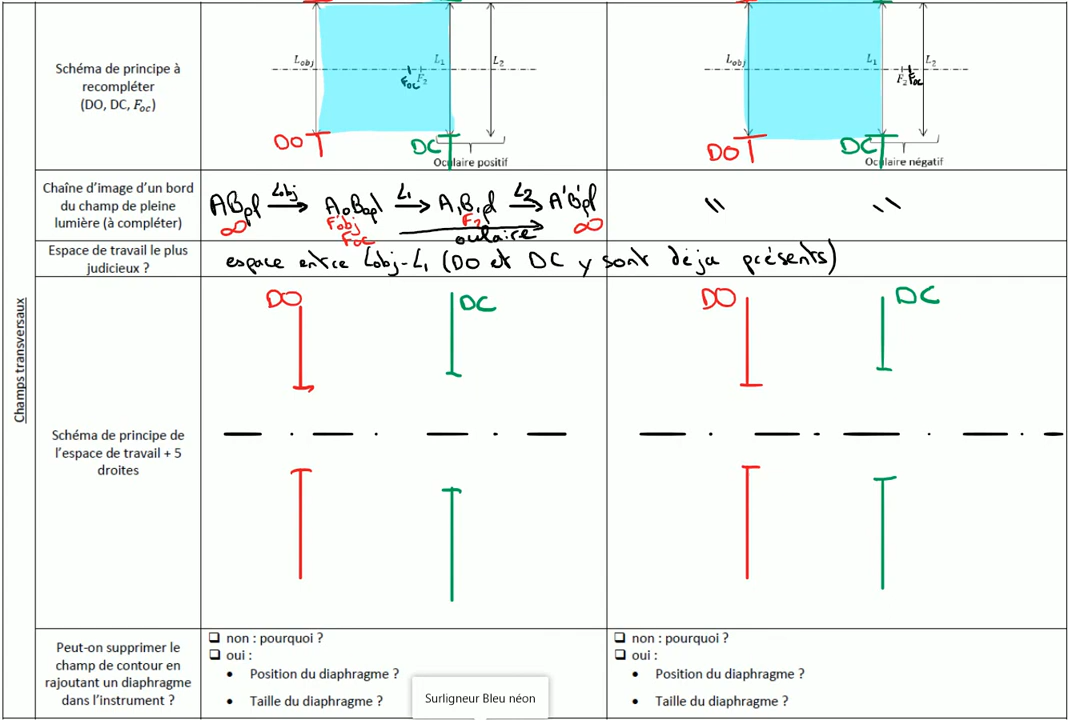 Schéma de principe à
recompléter
(DO, DC, Foc)
Lobj
Foc
F2
L1
L2
DO
DC
Oculaire positif
Lobj
L1
F2
Foc
L2
DO
DC
Oculaire négatif
Chaîne d'image d'un bord
du champ de pleine
lumière (à compléter)
ABpl Lobj → AoBopl L1 → A1B1pl L2 → A'B'pl
∞ F'obj F2 ∞
Foc oculaire
" "
Espace de travail le plus
judicieux ?
espace entre Lobj-L1 (DO et DC y sont déja présents)
Champs transversaux
Schéma de principe de
l'espace de travail + 5
droites
DO
DC
DO
DC
Peut-on supprimer le
champ de contour en
rajoutant un diaphragme
dans l'instrument ?
❑ non : pourquoi ?
❑ oui :
• Position du diaphragme ?
• Taille du diaphragme ?
❑ non : pourquoi ?
❑ oui :
• Position du diaphragme ?
• Taille du diaphragme ?
Surligneur Bleu néon